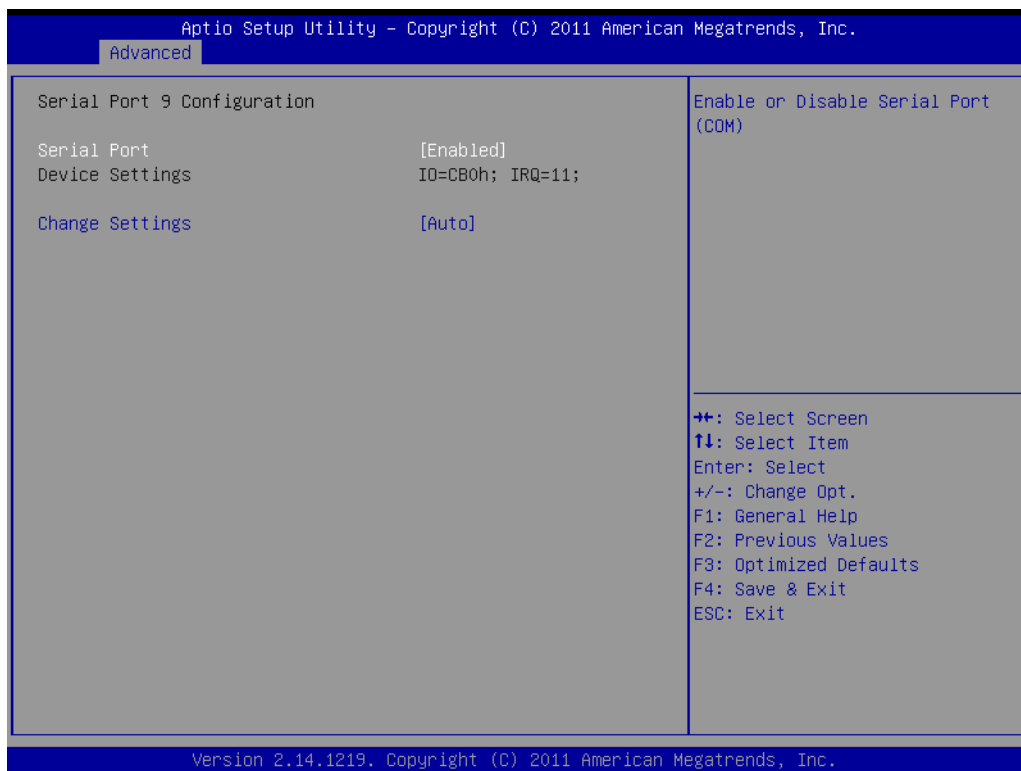 Aptio Setup Utility – Copyright (C) 2011 American Megatrends, Inc.
Advanced
Serial Port 9 Configuration
Serial Port [Enabled]
Device Settings IO=CB0h; IRQ=11;
Change Settings [Auto]
Enable or Disable Serial Port
(COM)
→←: Select Screen
↑↓: Select Item
Enter: Select
+/-: Change Opt.
F1: General Help
F2: Previous Values
F3: Optimized Defaults
F4: Save & Exit
ESC: Exit
Version 2.14.1219. Copyright (C) 2011 American Megatrends, Inc.